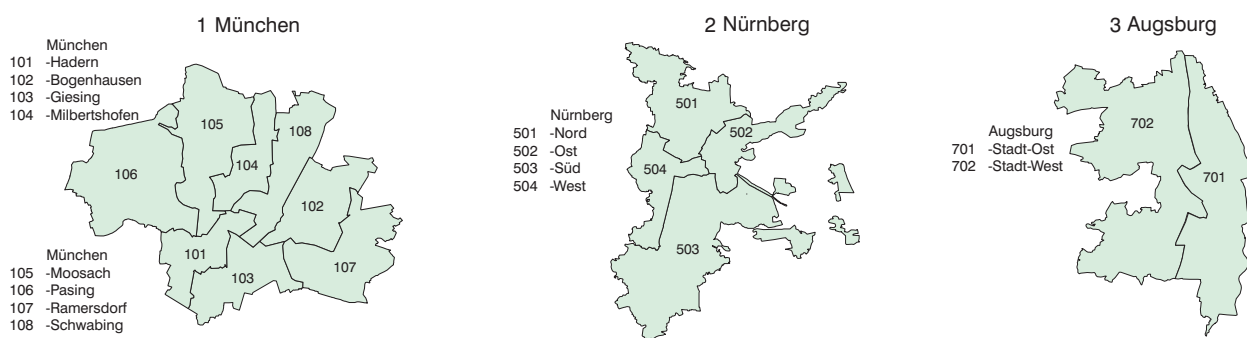 1 München
München
101 -Hadern
102 -Bogenhausen
103 -Giesing
104 -Milbertshofen
105
108
104
106
102
101
103
107
München
105 -Moosach
106 -Pasing
107 -Ramersdorf
108 -Schwabing
2 Nürnberg
Nürnberg
501 -Nord
502 -Ost
503 -Süd
504 -West
501
502
504
503
3 Augsburg
Augsburg
701 -Stadt-Ost
702 -Stadt-West
702
701